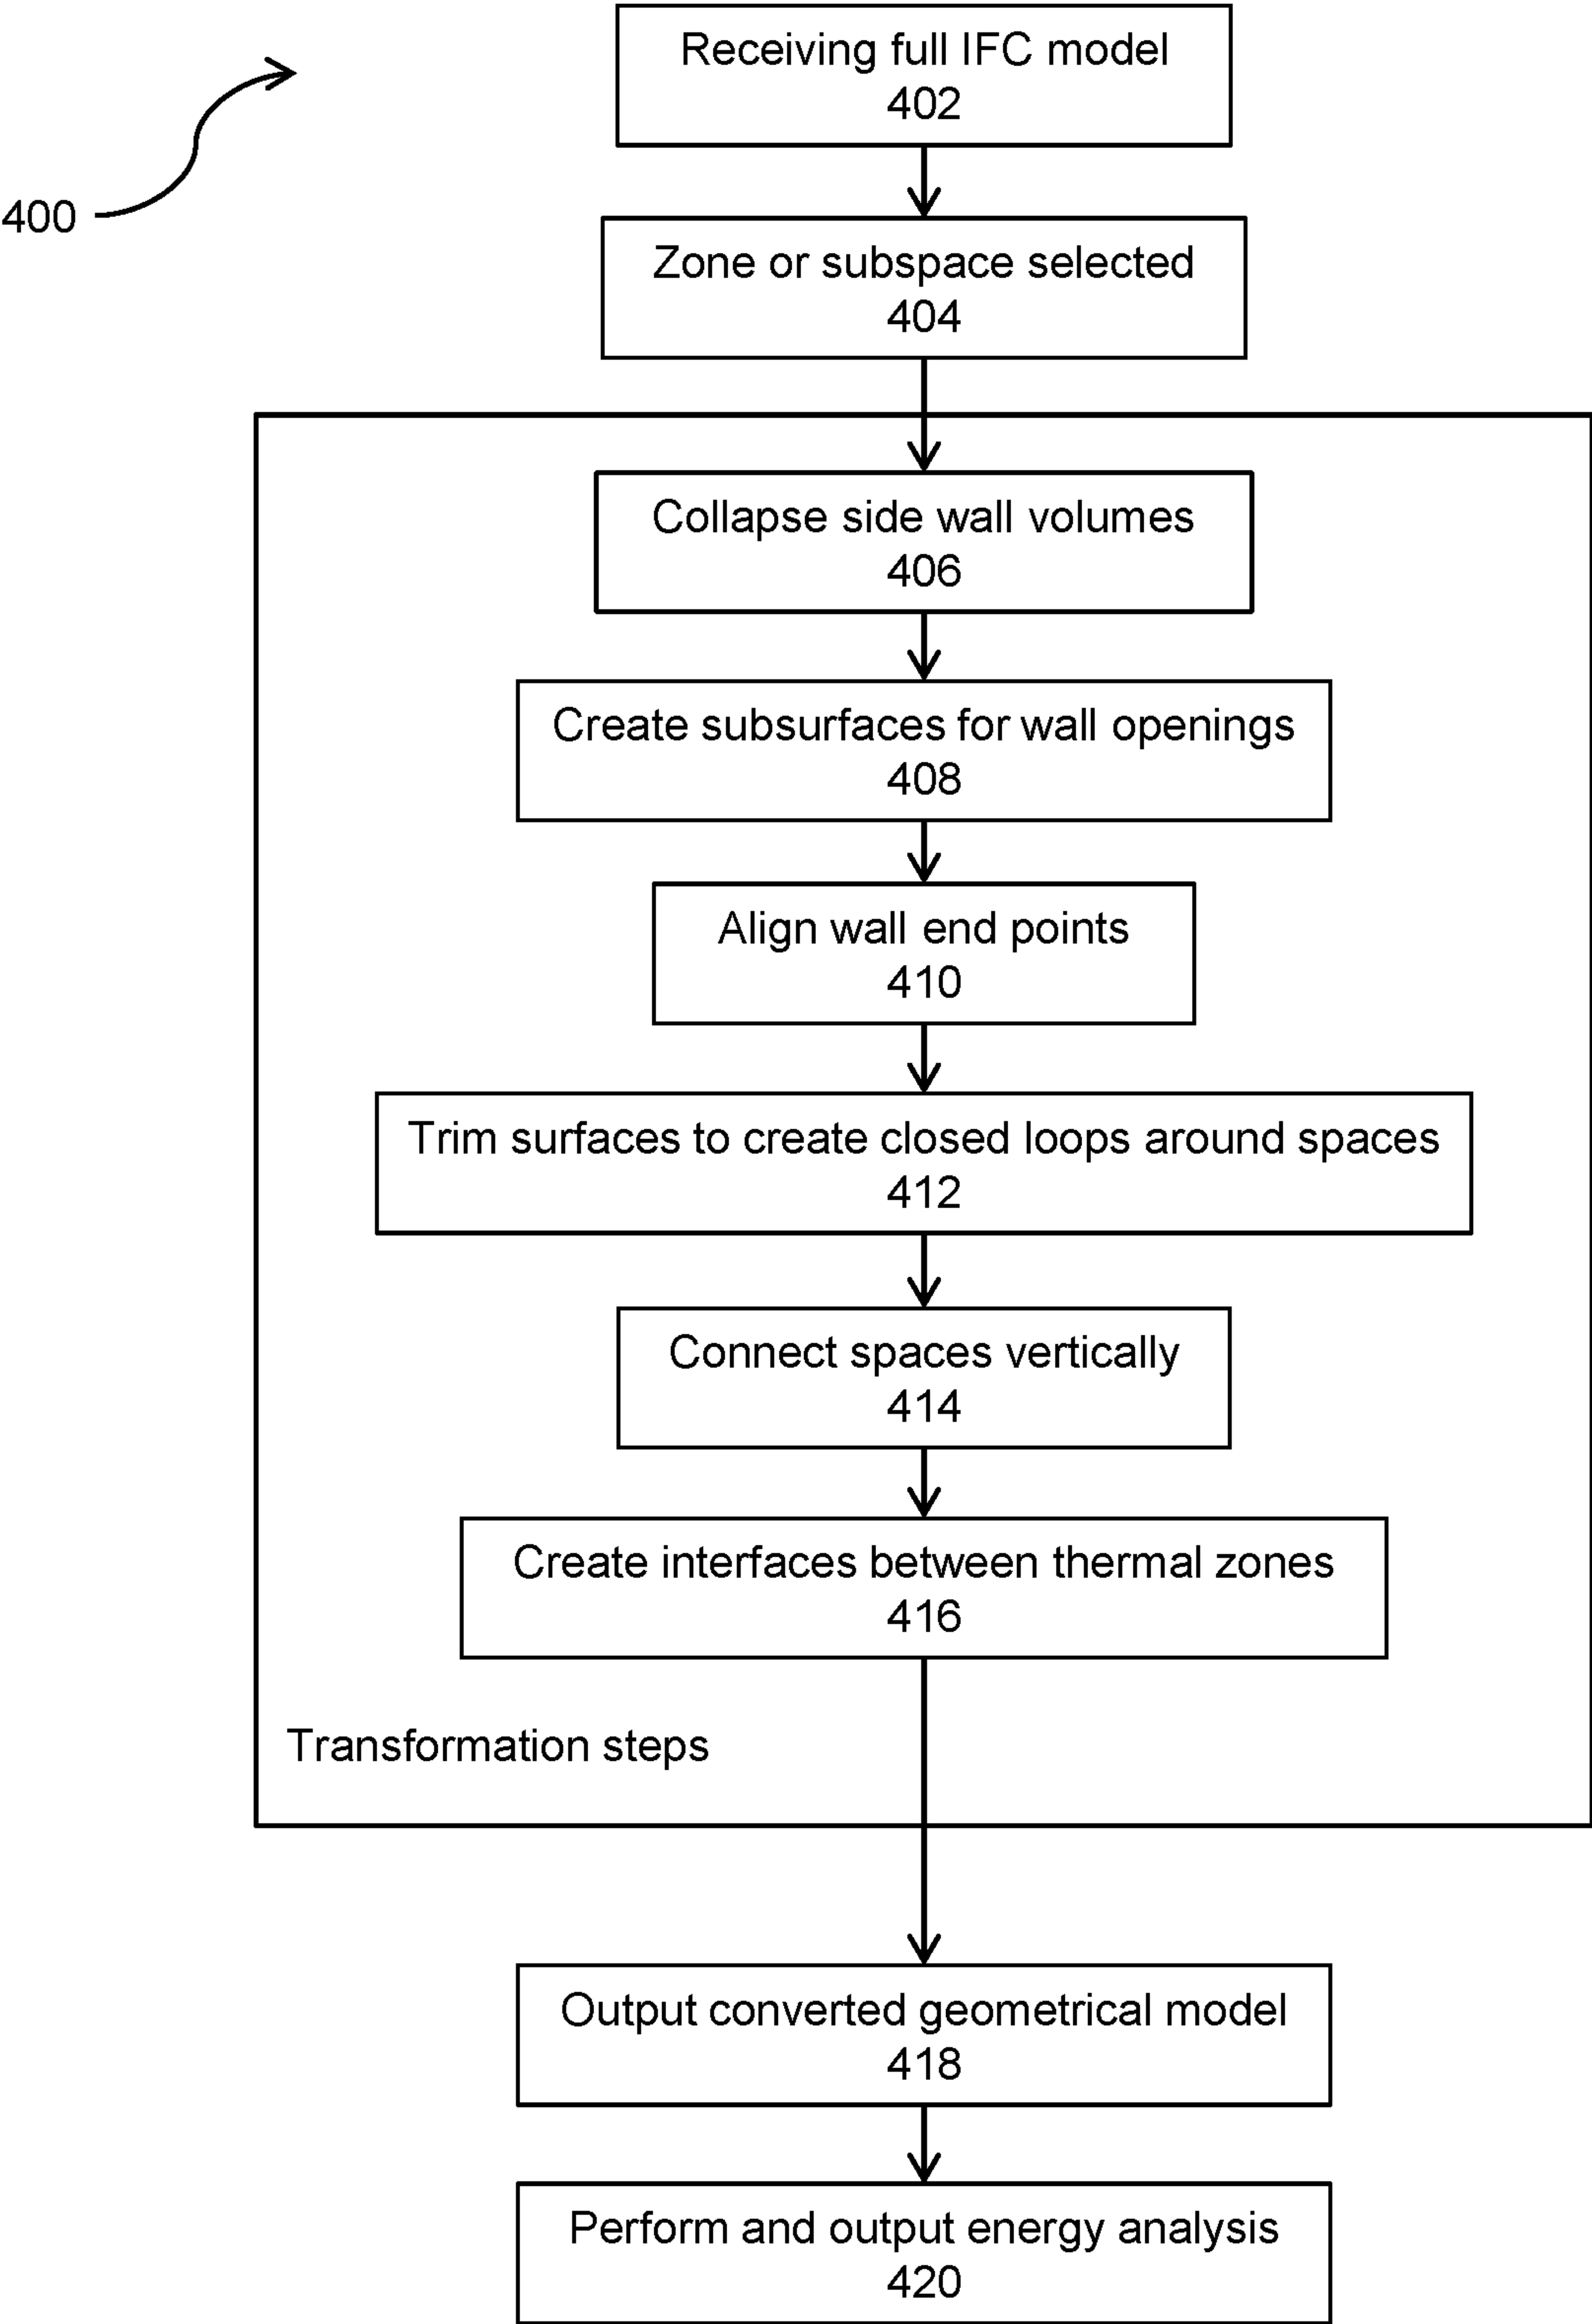 Receiving full IFC model
402
400
Zone or subspace selected
404
Collapse side wall volumes
406
Create subsurfaces for wall openings
408
Align wall end points
410
Trim surfaces to create closed loops around spaces
412
Connect spaces vertically
414
Create interfaces between thermal zones
416
Transformation steps
Output converted geometrical model
418
Perform and output energy analysis
420